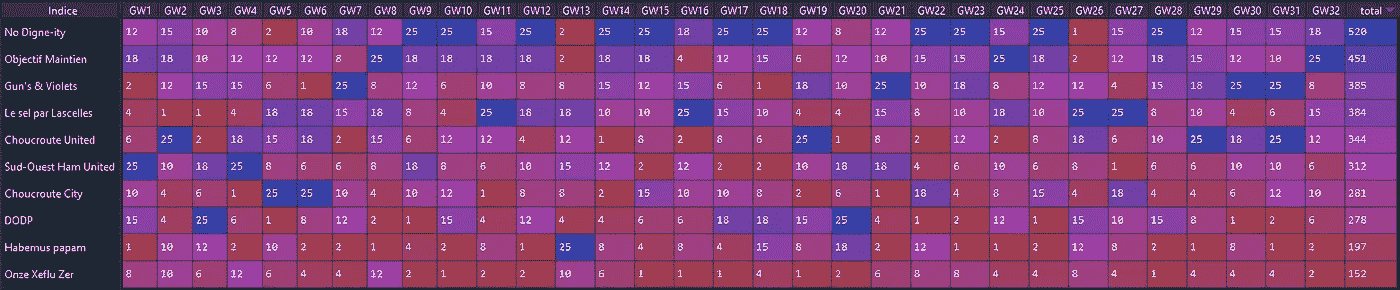 Indice GW1 GW2 GW3 GW4 GW5 GW6 GW7 GW8 GW9 GW10 GW11 GW12 GW13 GW14 GW15 GW16 GW17 GW18 GW19 GW20 GW21 GW22 GW23 GW24 GW25 GW26 GW27 GW28 GW29 GW30 GW31 GW32 total
No Digne-ity 12 15 10 8 2 10 18 12 25 25 15 25 2 25 25 18 25 25 12 8 12 25 25 15 25 1 15 25 12 15 15 18 520
Objectif Maintien 18 18 10 12 12 12 8 25 18 18 18 18 2 18 18 4 12 15 6 12 10 15 15 25 18 2 12 18 15 12 10 25 451
Gun's & Violets 2 12 15 15 6 1 25 8 12 6 10 8 8 15 12 15 6 1 18 10 25 10 18 8 12 12 4 15 18 25 25 8 385
Le sel par Lascelles 4 1 1 4 18 18 15 18 8 4 25 18 18 10 10 25 15 10 4 4 15 8 10 18 10 25 25 8 10 4 6 15 384
Choucroute United 6 25 2 18 15 18 2 15 6 12 12 4 12 1 8 2 8 6 25 1 8 2 12 2 8 18 6 10 25 18 25 12 344
Sud-Ouest Ham United 25 10 18 25 8 6 6 8 18 8 6 10 15 12 2 12 2 2 10 18 18 4 6 10 6 8 1 6 6 10 10 6 312
Choucroute City 10 4 6 1 25 25 10 4 10 12 1 8 8 2 15 10 10 8 2 6 1 18 4 8 15 4 18 4 4 6 12 10 281
DODP 15 4 25 6 1 8 12 2 1 15 4 12 4 4 6 6 18 18 15 25 4 1 2 12 1 15 10 15 8 1 2 6 278
Habemus papam 1 10 12 2 10 2 2 1 4 2 8 1 25 8 4 8 4 15 8 18 2 12 1 1 2 12 8 2 1 8 1 2 197
Onze Xeflu Zer 8 10 6 12 6 4 4 12 2 1 2 2 10 6 1 1 1 4 1 2 6 8 8 4 4 8 4 1 4 4 4 2 152